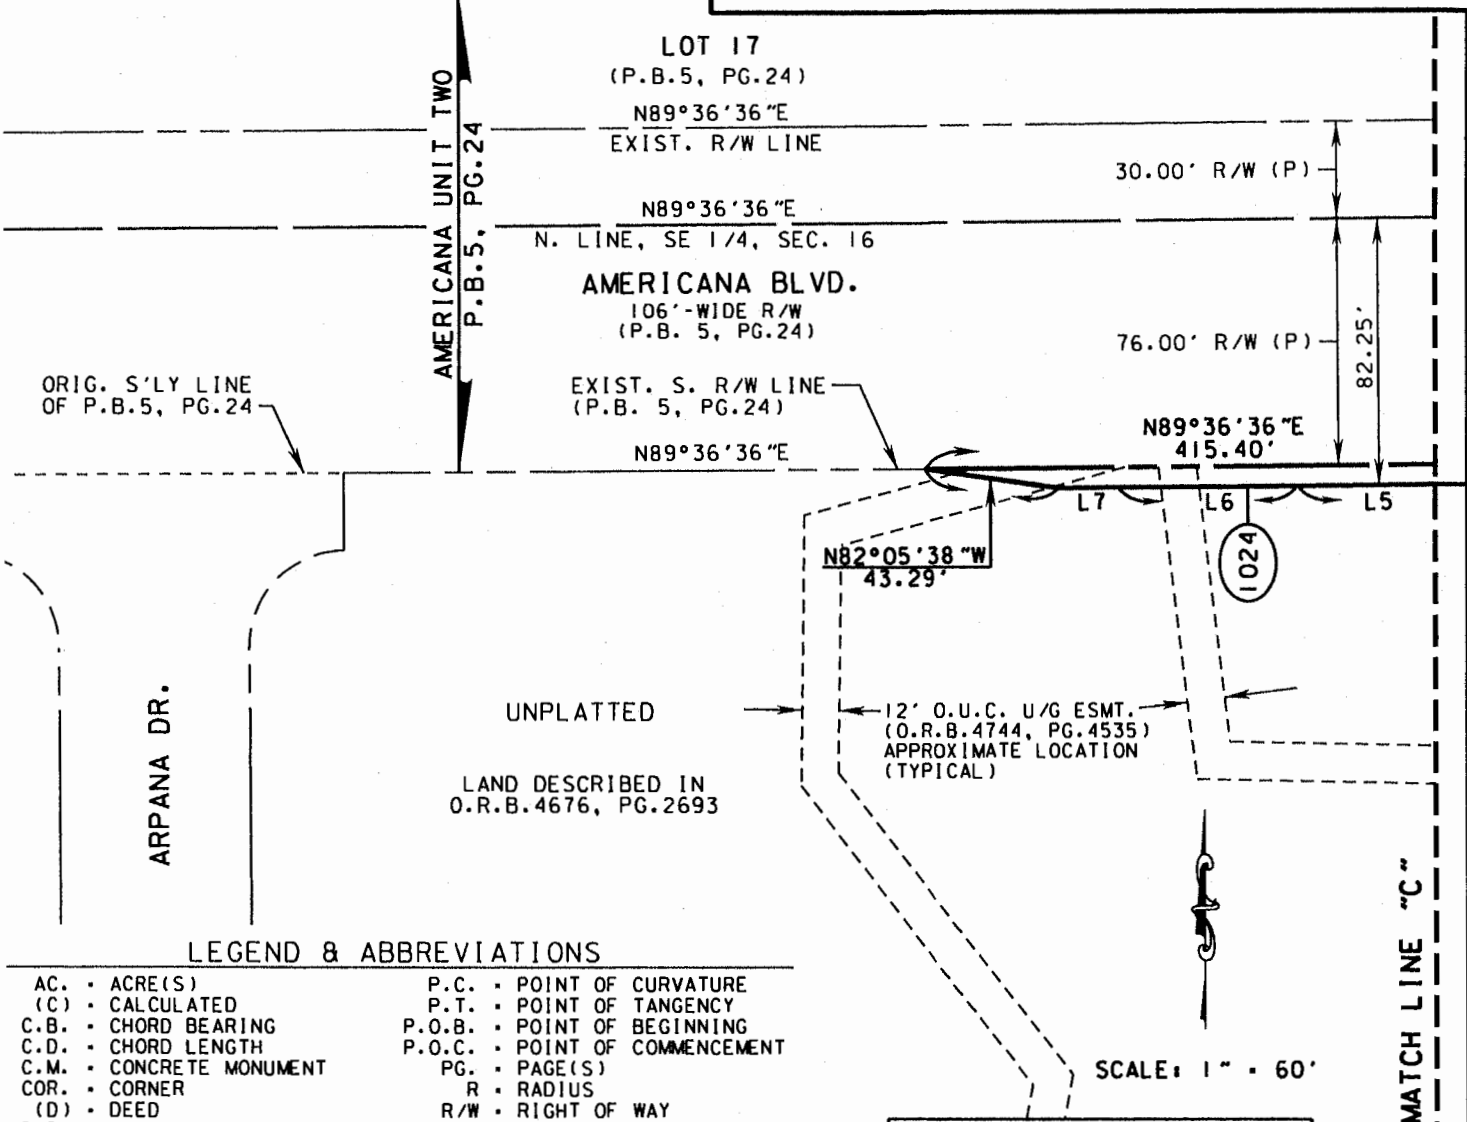 LOT 17
(P.B.5, PG.24)
N89°36'36"E
EXIST. R/W LINE
30.00' R/W (P)
AMERICANA UNIT TWO
P.B.5, PG.24
N89°36'36"E
N. LINE, SE 1/4, SEC. 16
AMERICANA BLVD.
106'-WIDE R/W
(P.B. 5, PG.24)
76.00' R/W (P)
82.25'
ORIG. S'LY LINE
OF P.B.5, PG.24
EXIST. S. R/W LINE
(P.B. 5, PG.24)
N89°36'36"E
N89°36'36"E
415.40'
L7
L6
L5
1024
N82°05'38"W
43.29'
ARPANA DR.
UNPLATTED
LAND DESCRIBED IN
O.R.B.4676, PG.2693
12' O.U.C. U/G ESMT.
(O.R.B.4744, PG.4535)
APPROXIMATE LOCATION
(TYPICAL)
MATCH LINE "C"
SCALE: 1" = 60'
LEGEND & ABBREVIATIONS
AC. = ACRE(S)
(C) = CALCULATED
C.B. = CHORD BEARING
C.D. = CHORD LENGTH
C.M. = CONCRETE MONUMENT
COR. = CORNER
(D) = DEED
P.C. = POINT OF CURVATURE
P.T. = POINT OF TANGENCY
P.O.B. = POINT OF BEGINNING
P.O.C. = POINT OF COMMENCEMENT
PG. = PAGE(S)
R = RADIUS
R/W = RIGHT OF WAY